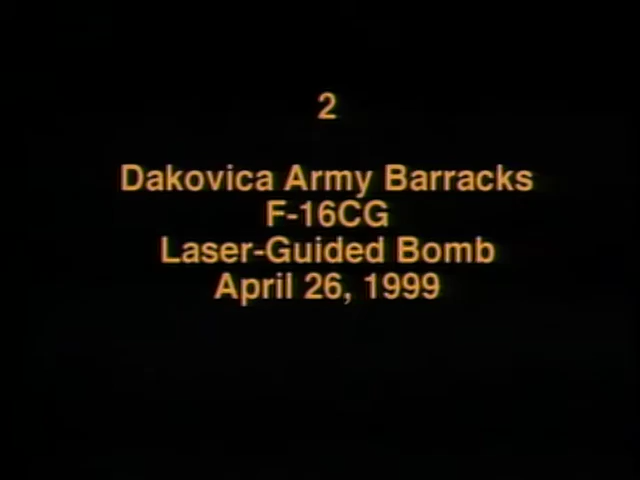 2
Dakovica Army Barracks
F-16CG
Laser-Guided Bomb
April 26, 1999